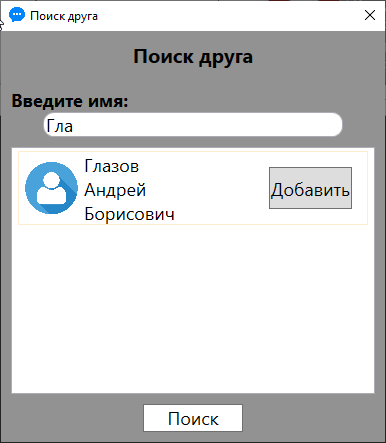 Поиск друга
Поиск друга
Введите имя:
Гла
Глазов
Андрей
Борисович
Добавить
Поиск